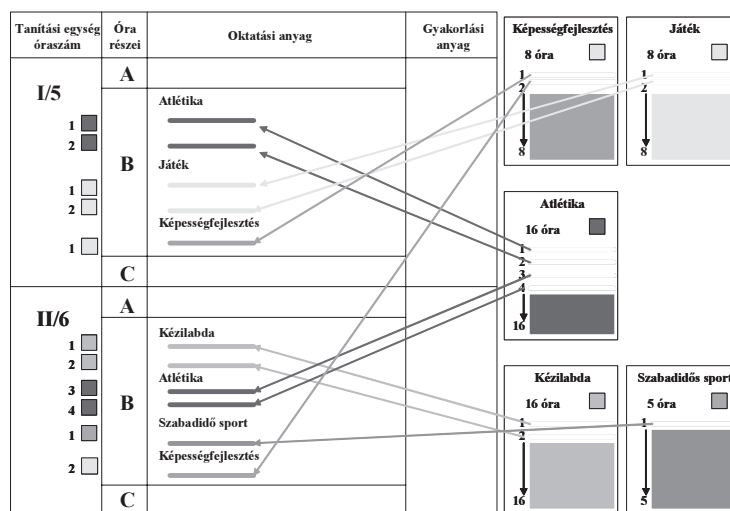 Tanítási egység
óraszám
Óra
részei
Oktatási anyag
Gyakorlási
anyag
I/5
1
2
1
2
1
A
B
C
Atlétika
Játék
Képességfejlesztés
II/6
1
2
3
4
1
2
A
B
C
Kézilabda
Atlétika
Szabadidő sport
Képességfejlesztés
Képességfejlesztés
8 óra
1
2
8
Játék
8 óra
1
2
8
Atlétika
16 óra
1
2
3
4
16
Kézilabda
16 óra
1
2
16
Szabadidős sport
5 óra
1
5